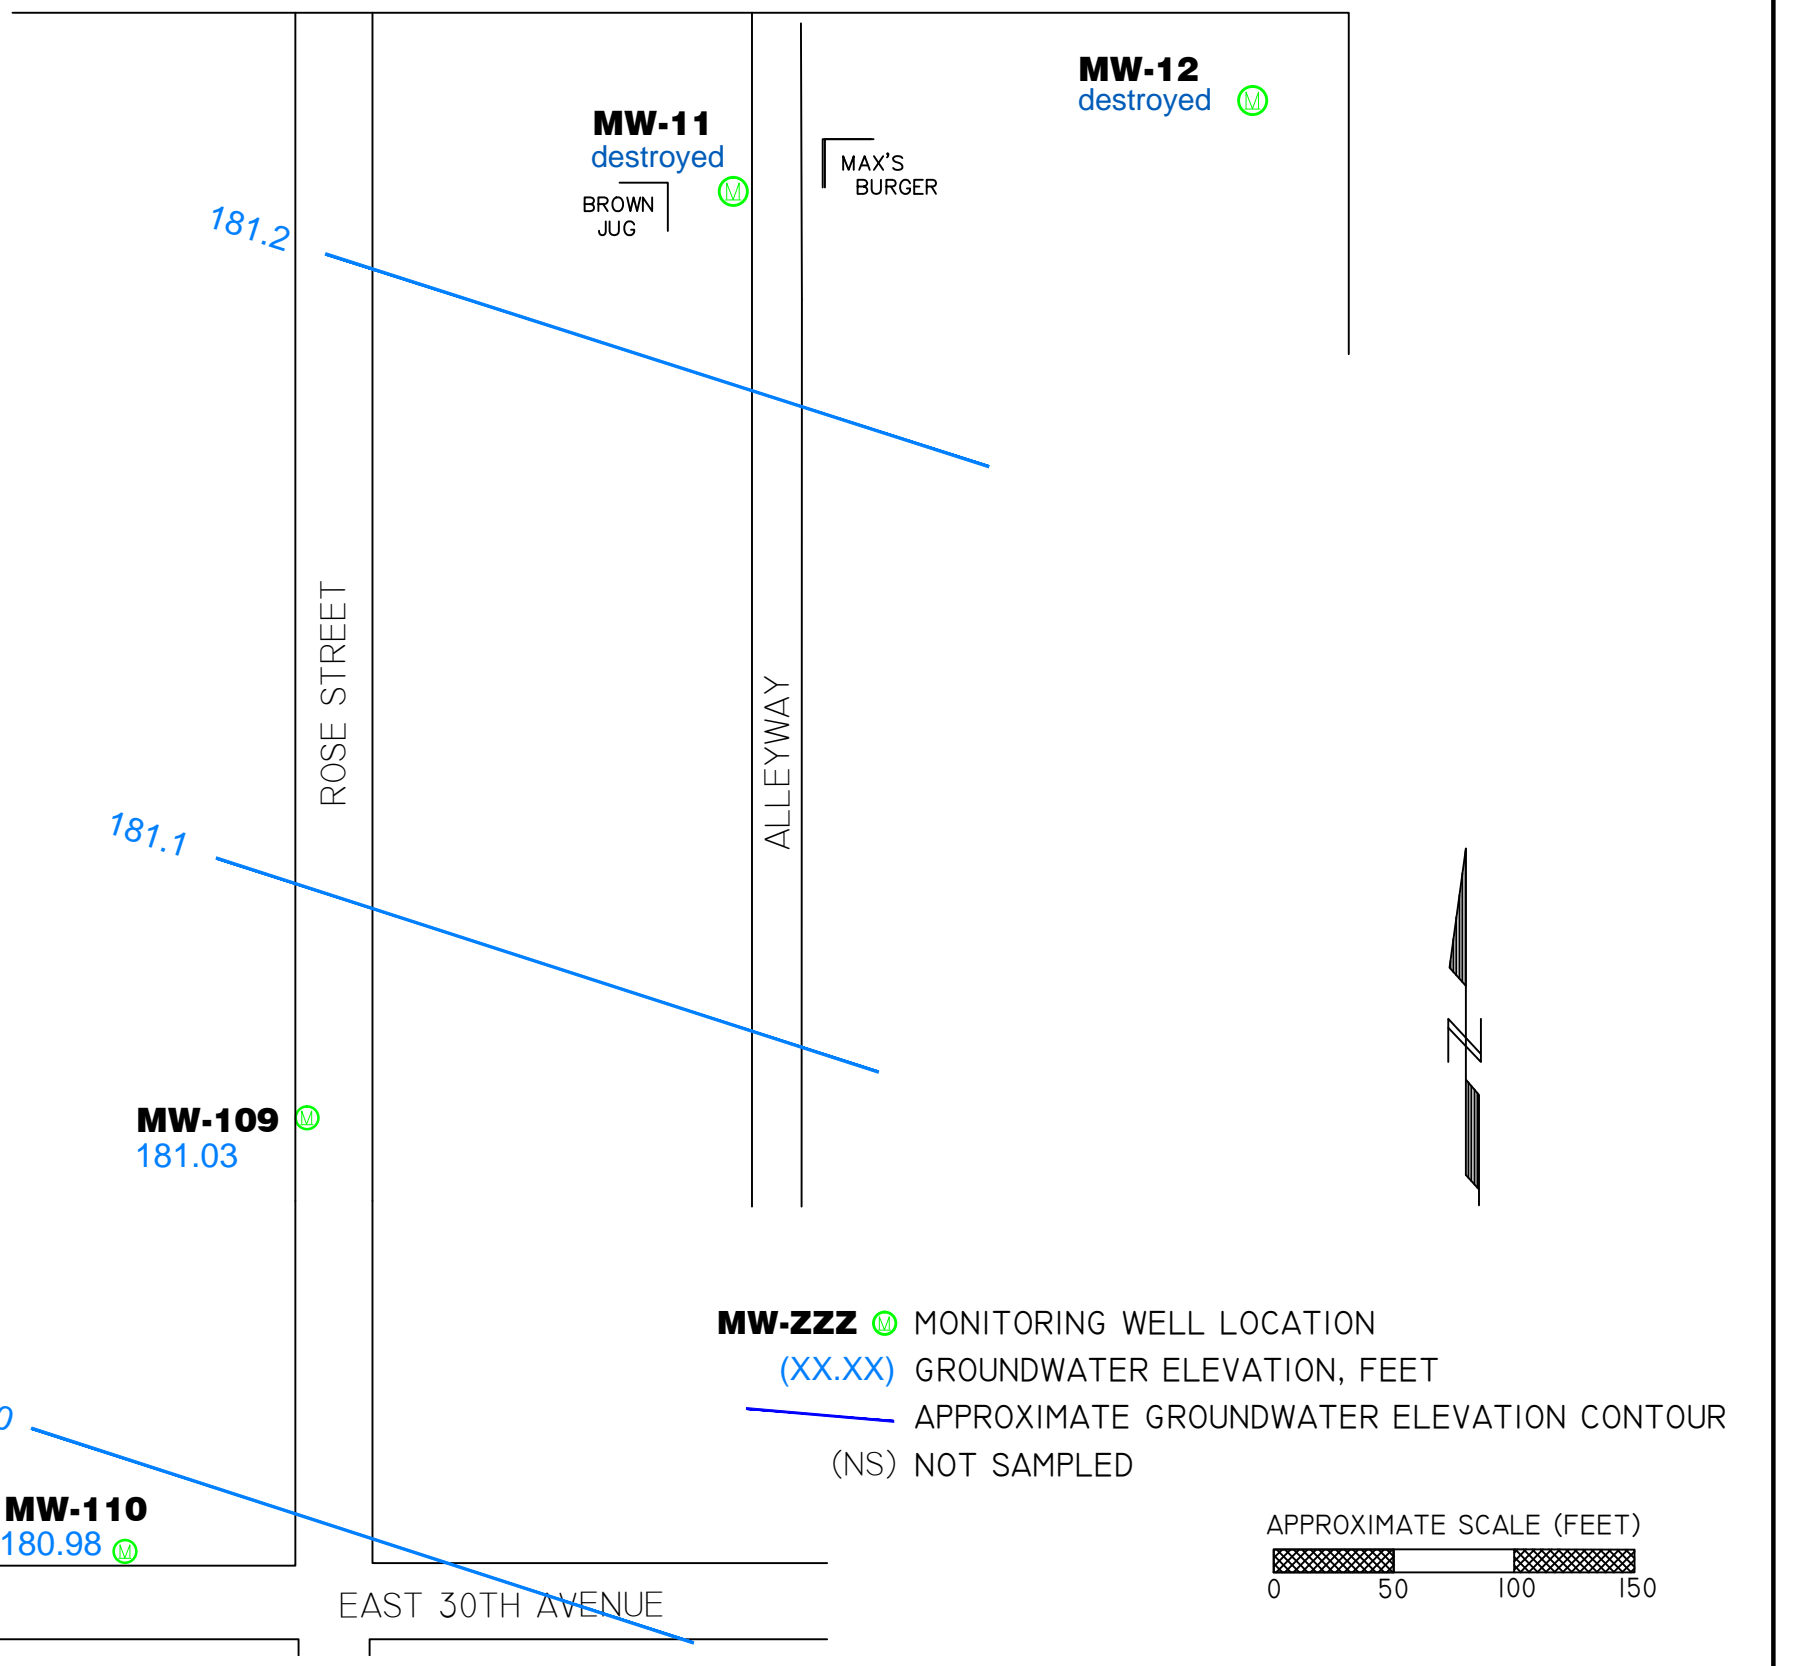 MW-12
destroyed
MW-11
destroyed
MAX'S
BURGER
BROWN
JUG
181.2
ROSE STREET
ALLEYWAY
181.1
N
MW-109
181.03
MW-ZZZ M MONITORING WELL LOCATION
(XX.XX) GROUNDWATER ELEVATION, FEET
APPROXIMATE GROUNDWATER ELEVATION CONTOUR
(NS) NOT SAMPLED
0
MW-110
180.98
APPROXIMATE SCALE (FEET)
0 50 100 150
EAST 30TH AVENUE